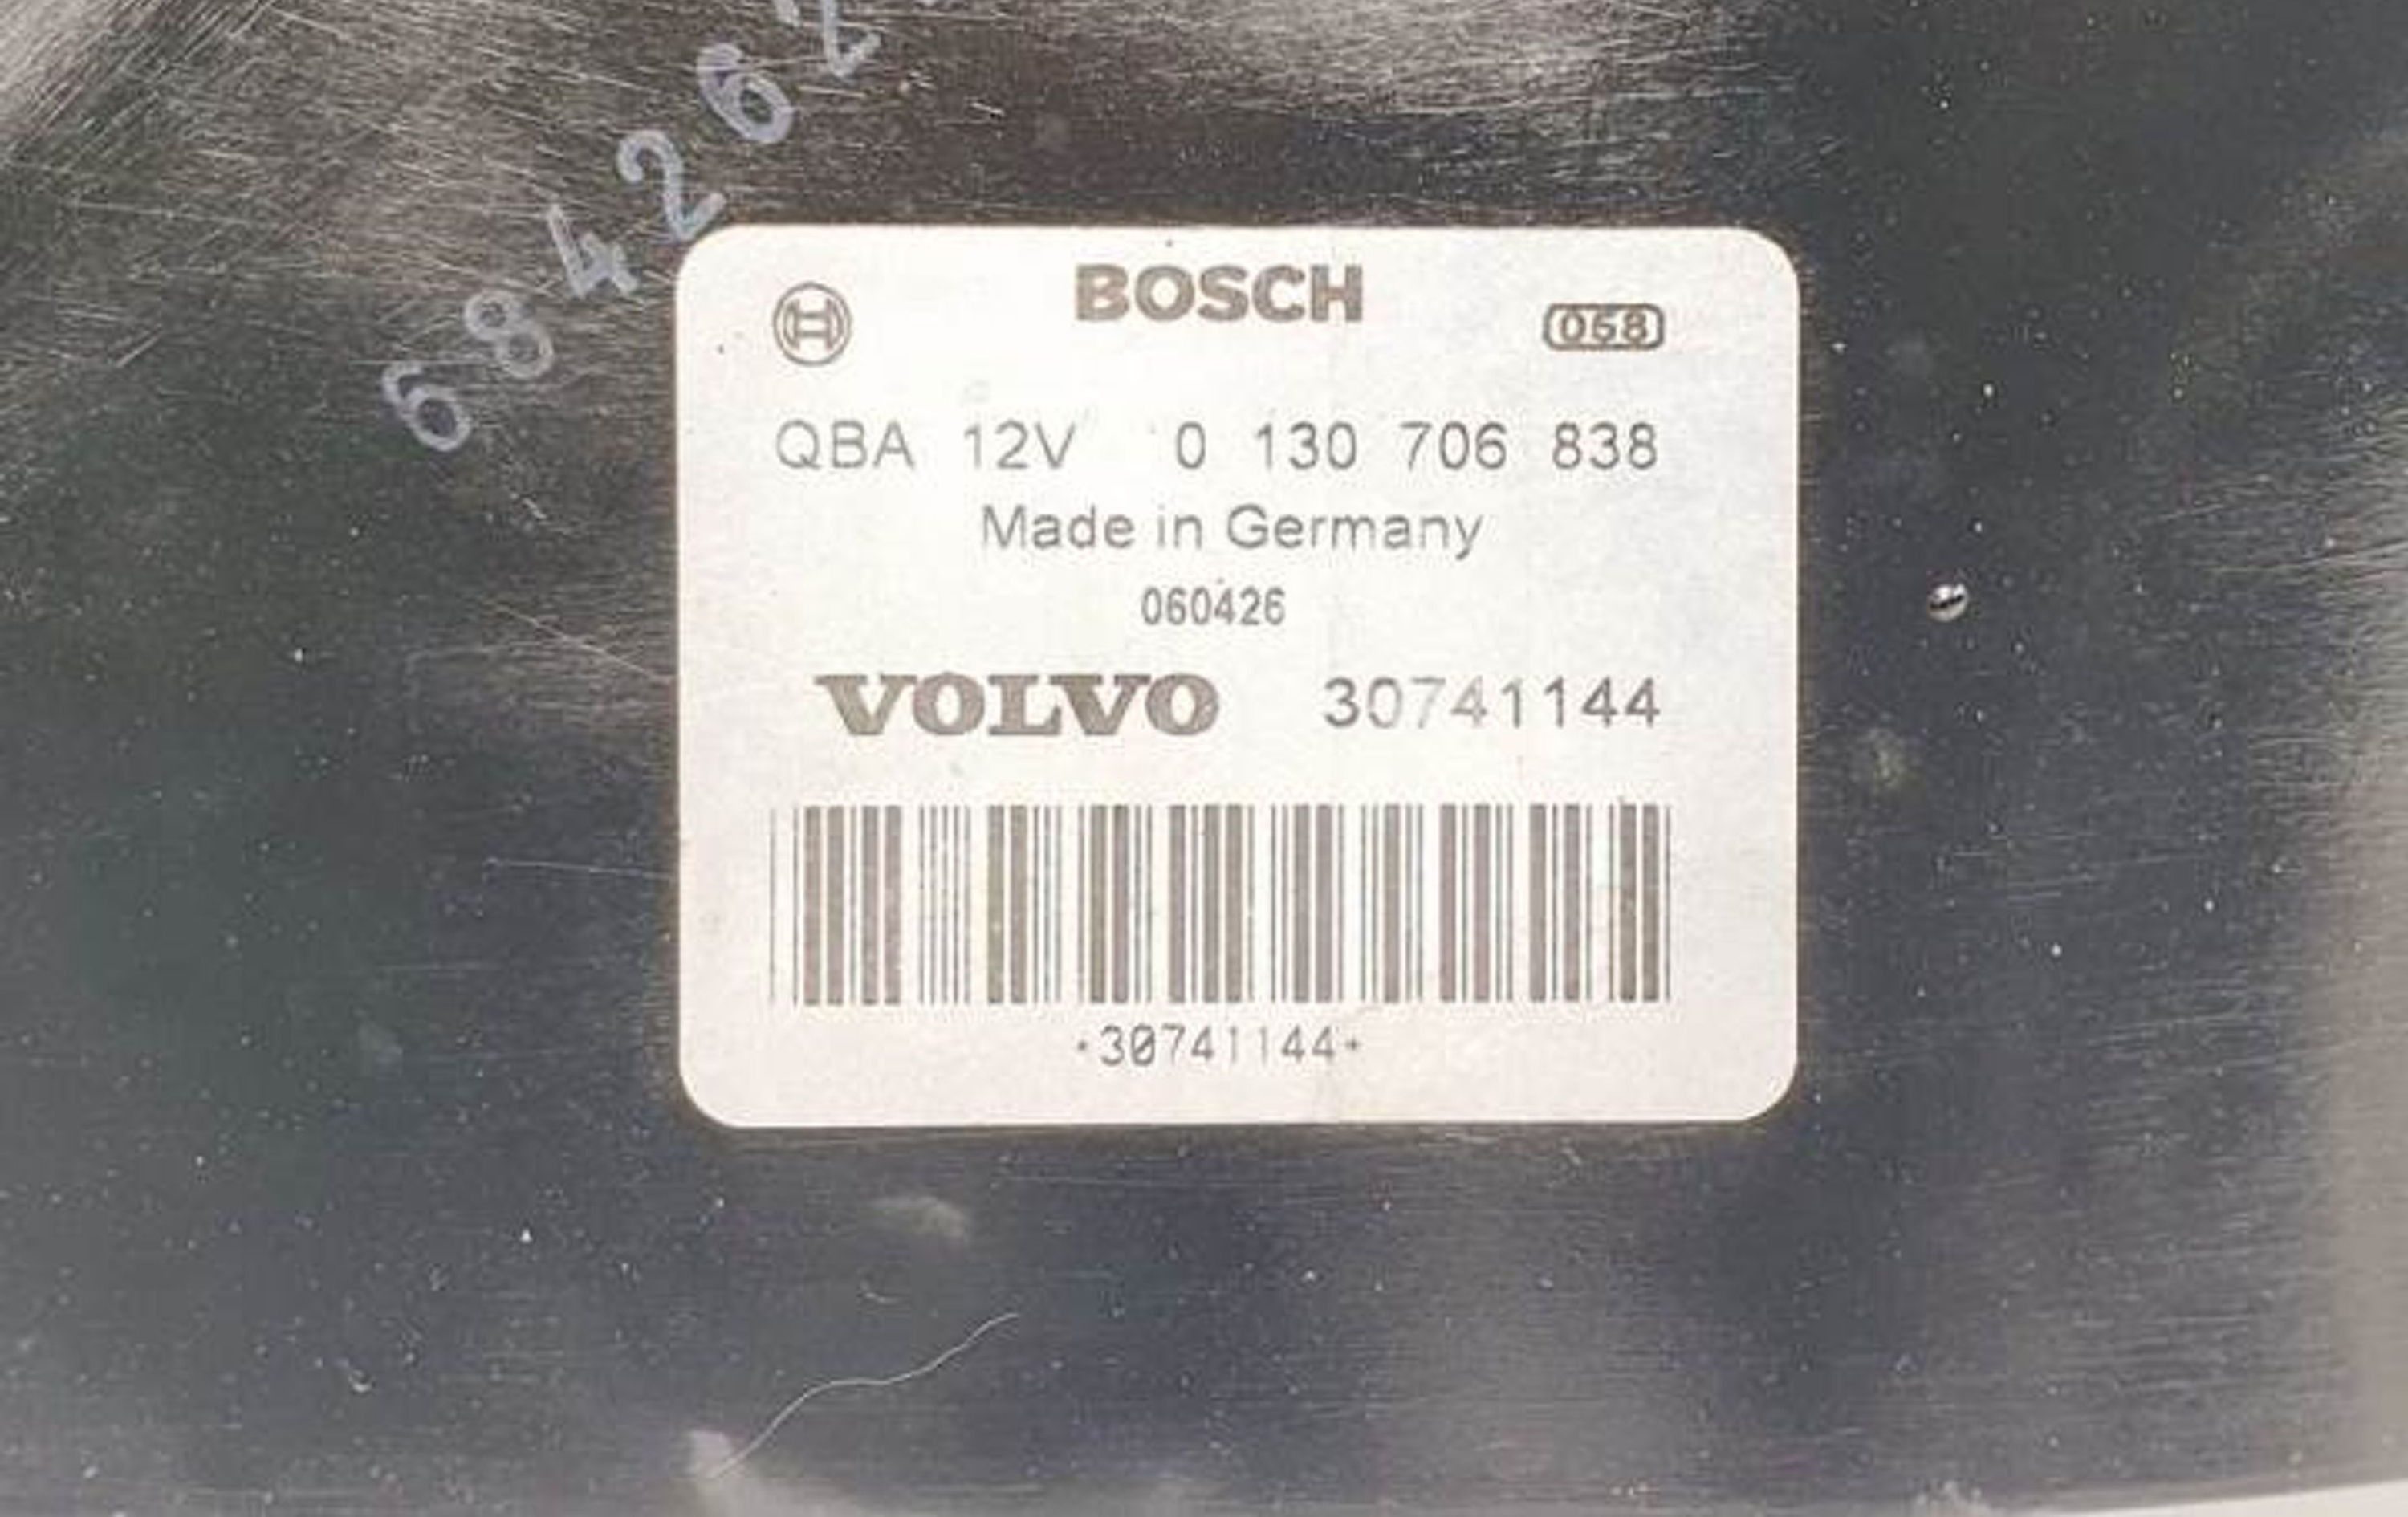 684262
BOSCH
058
QBA 12V 0 130 706 838
Made in Germany
060426
VOLVO 30741144
*30741144*